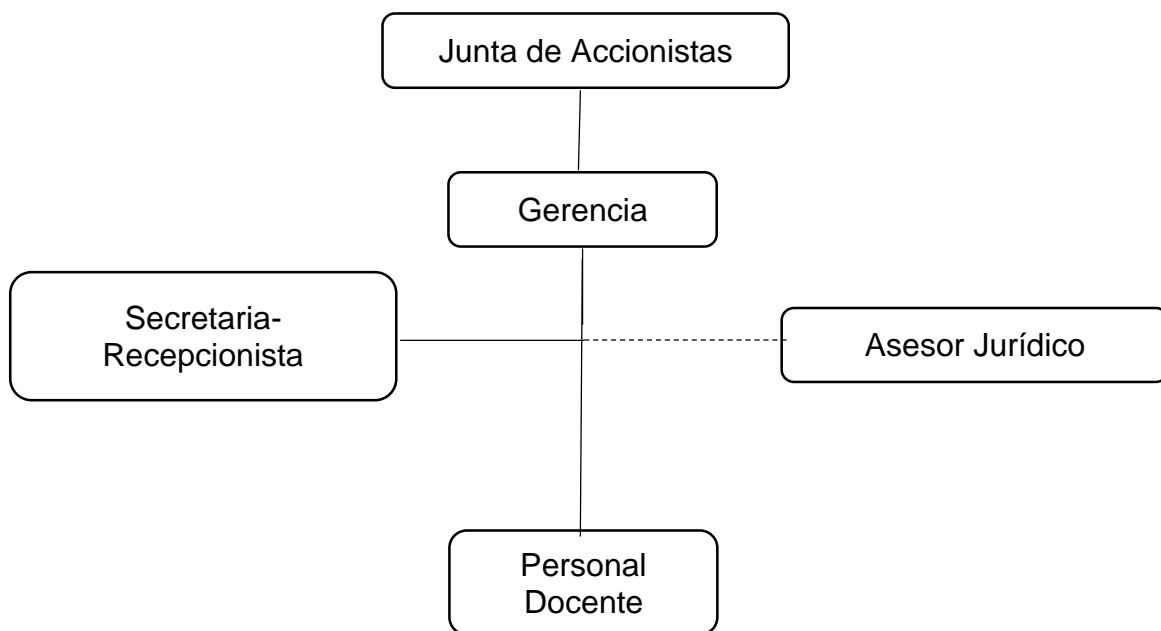 Junta de Accionistas
Gerencia
Secretaria-
Recepcionista
Asesor Jurídico
Personal
Docente